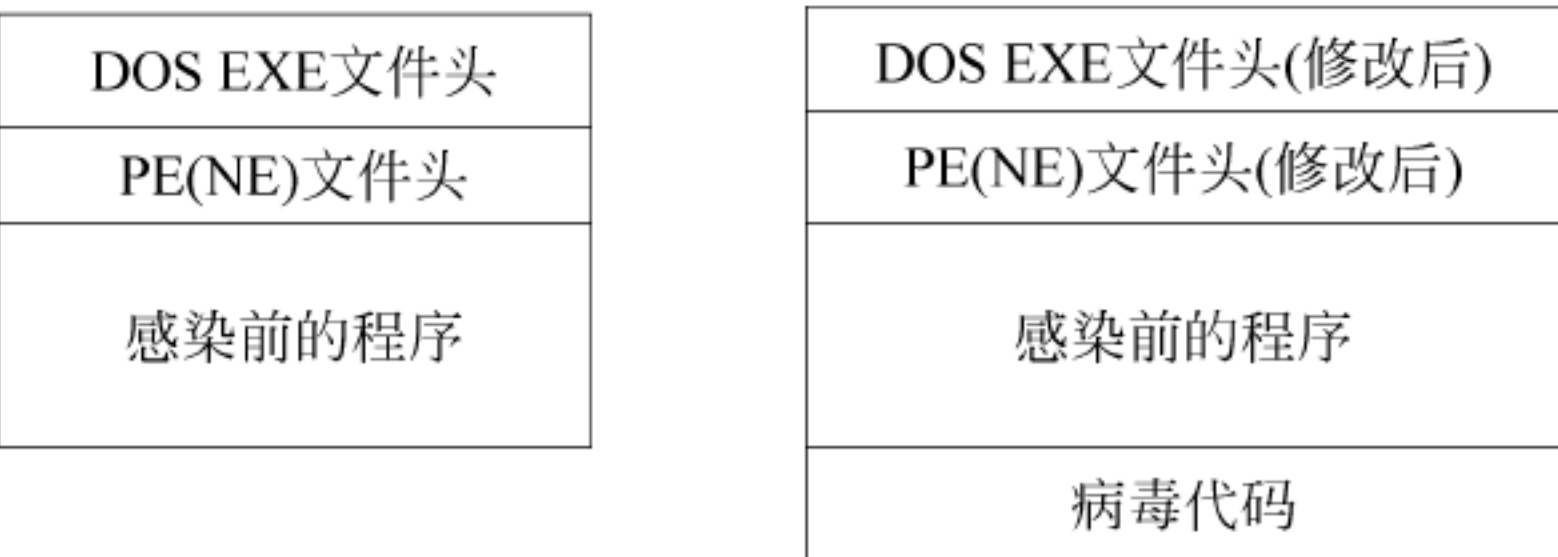 DOS EXE文件头
PE(NE)文件头
感染前的程序
DOS EXE文件头(修改后)
PE(NE)文件头(修改后)
感染前的程序
病毒代码